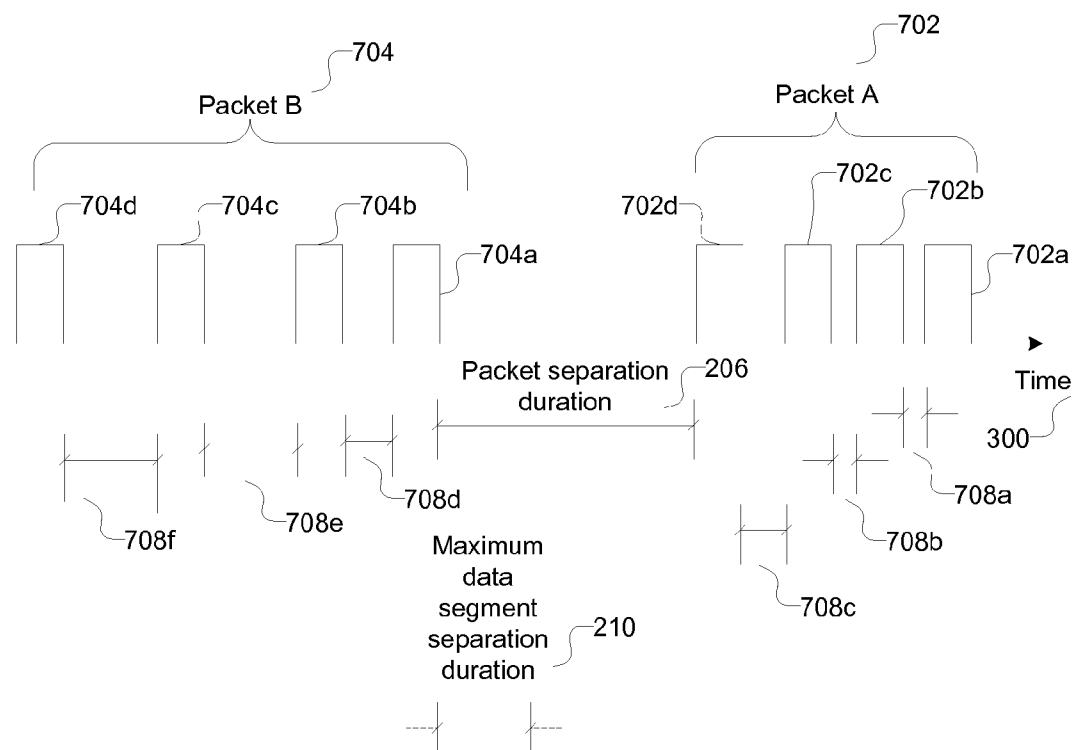 702
704
Packet A
Packet B
702c
702b
704d
704c
704b
702d
704a
702a
Packet separation
duration
206
Time
300
708a
708d
708e
708f
708b
708c
Maximum
data
segment
separation
duration
210